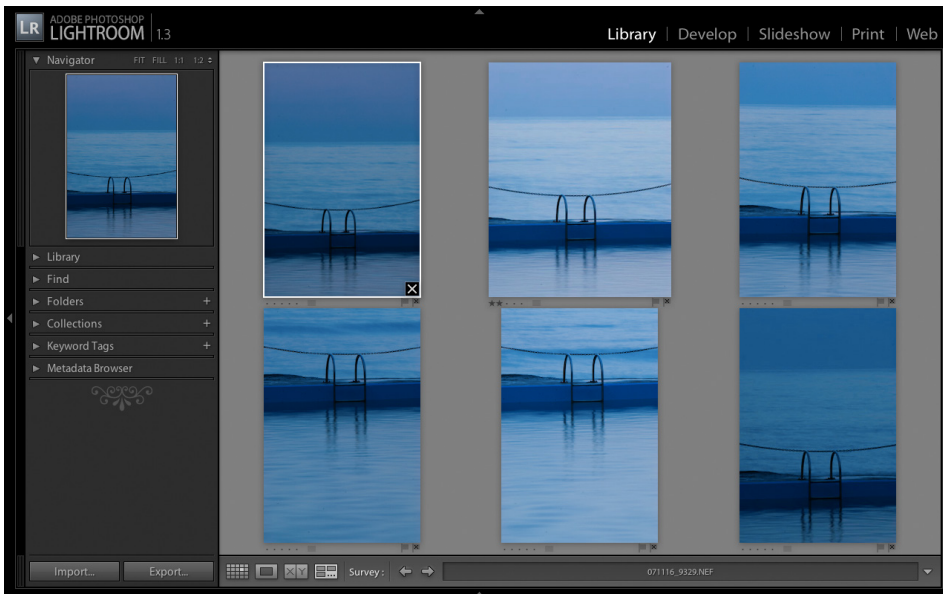 LR ADOBE PHOTOSHOP
LIGHTROOM | 1.3
Library | Develop | Slideshow | Print | Web
Navigator FIT FILL 1:1 1:2
Library
Find
Folders +
Collections +
Keyword Tags +
Metadata Browser
Import... Export... XY Survey : 071116_9329.NEF